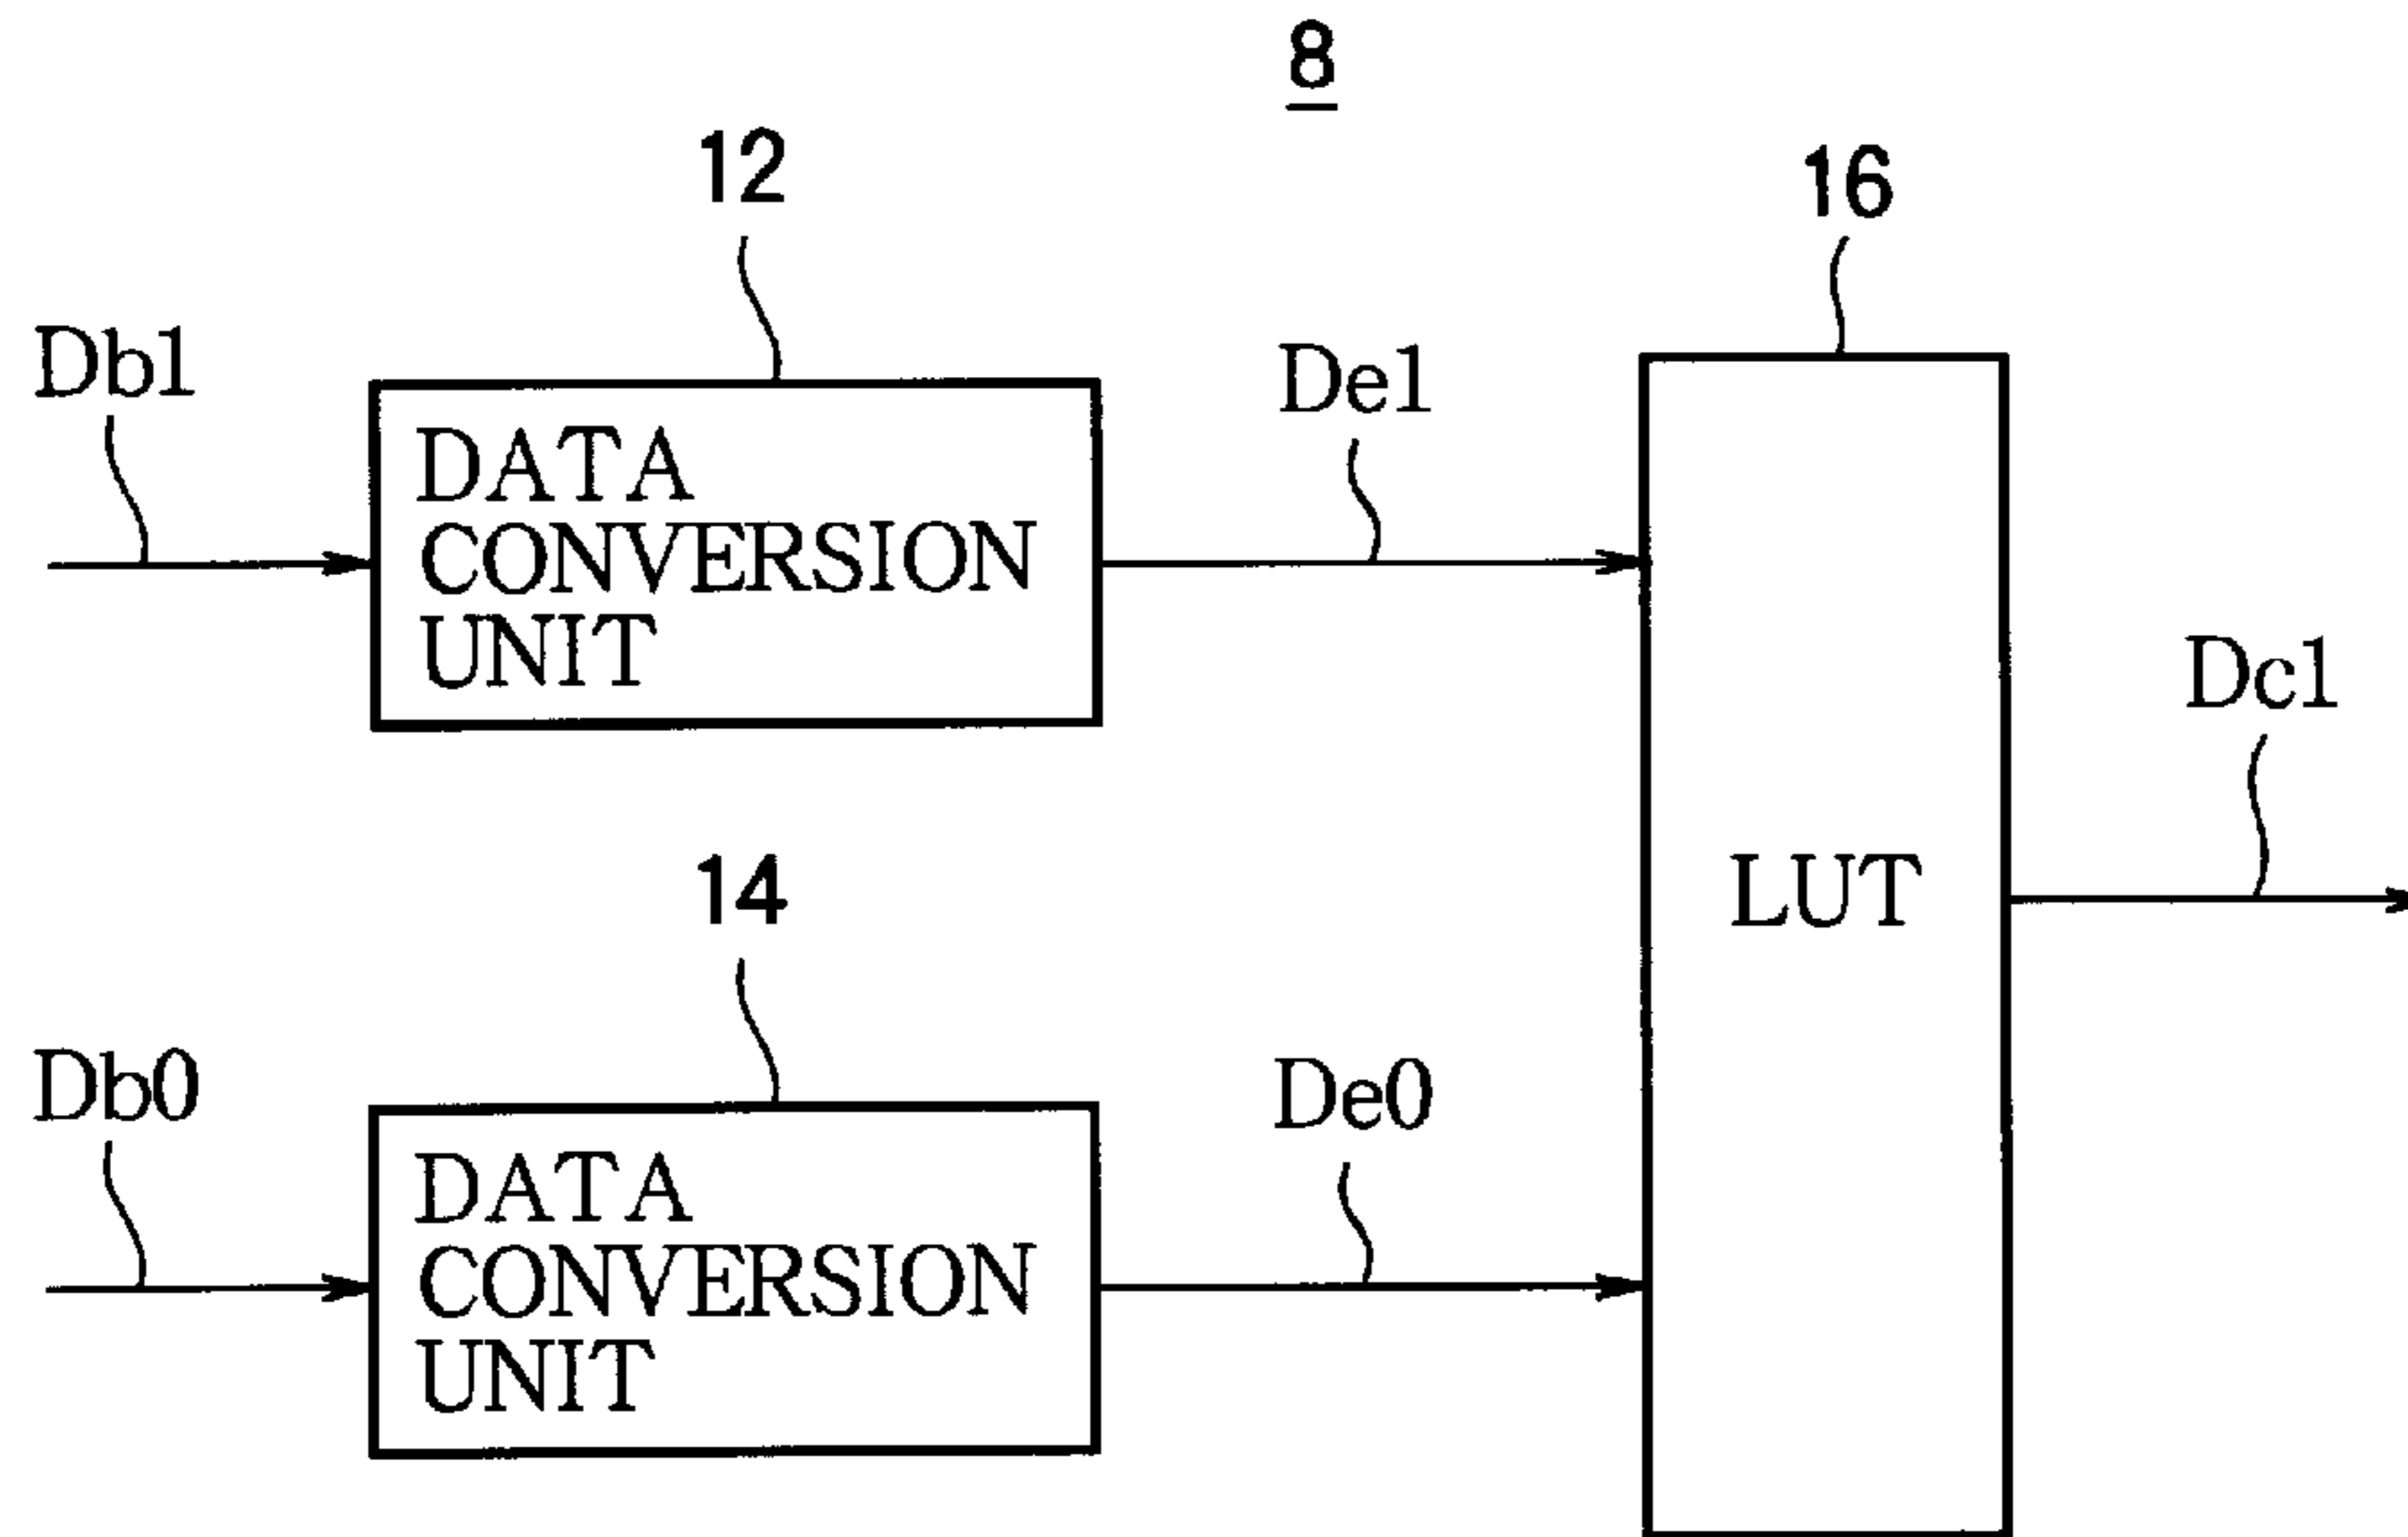 8
12
16
Db1
De1
DATA
CONVERSION
UNIT
Dc1
14
LUT
Db0
De0
DATA
CONVERSION
UNIT